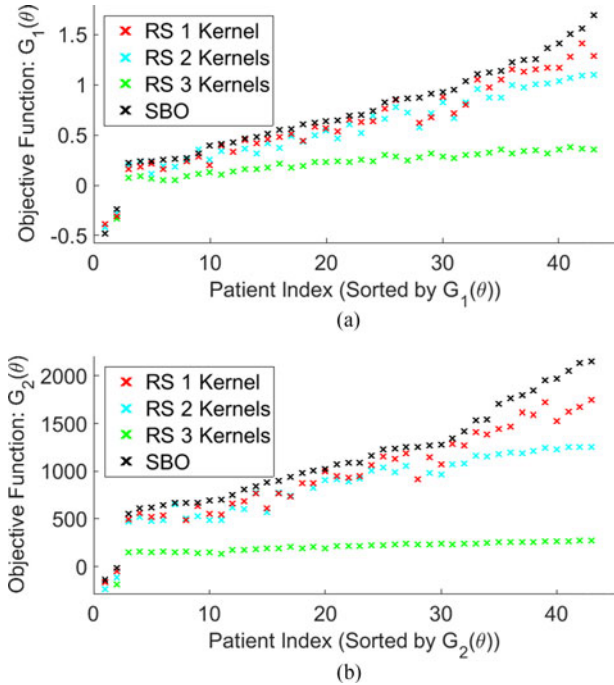 Objective Function: G1(θ)
1.5
1
0.5
0
-0.5
RS 1 Kernel
RS 2 Kernels
RS 3 Kernels
SBO
0 10 20 30 40
Patient Index (Sorted by G1(θ))
(a)
Objective Function: G2(θ)
2000
1500
1000
500
0
RS 1 Kernel
RS 2 Kernels
RS 3 Kernels
SBO
0 10 20 30 40
Patient Index (Sorted by G2(θ))
(b)